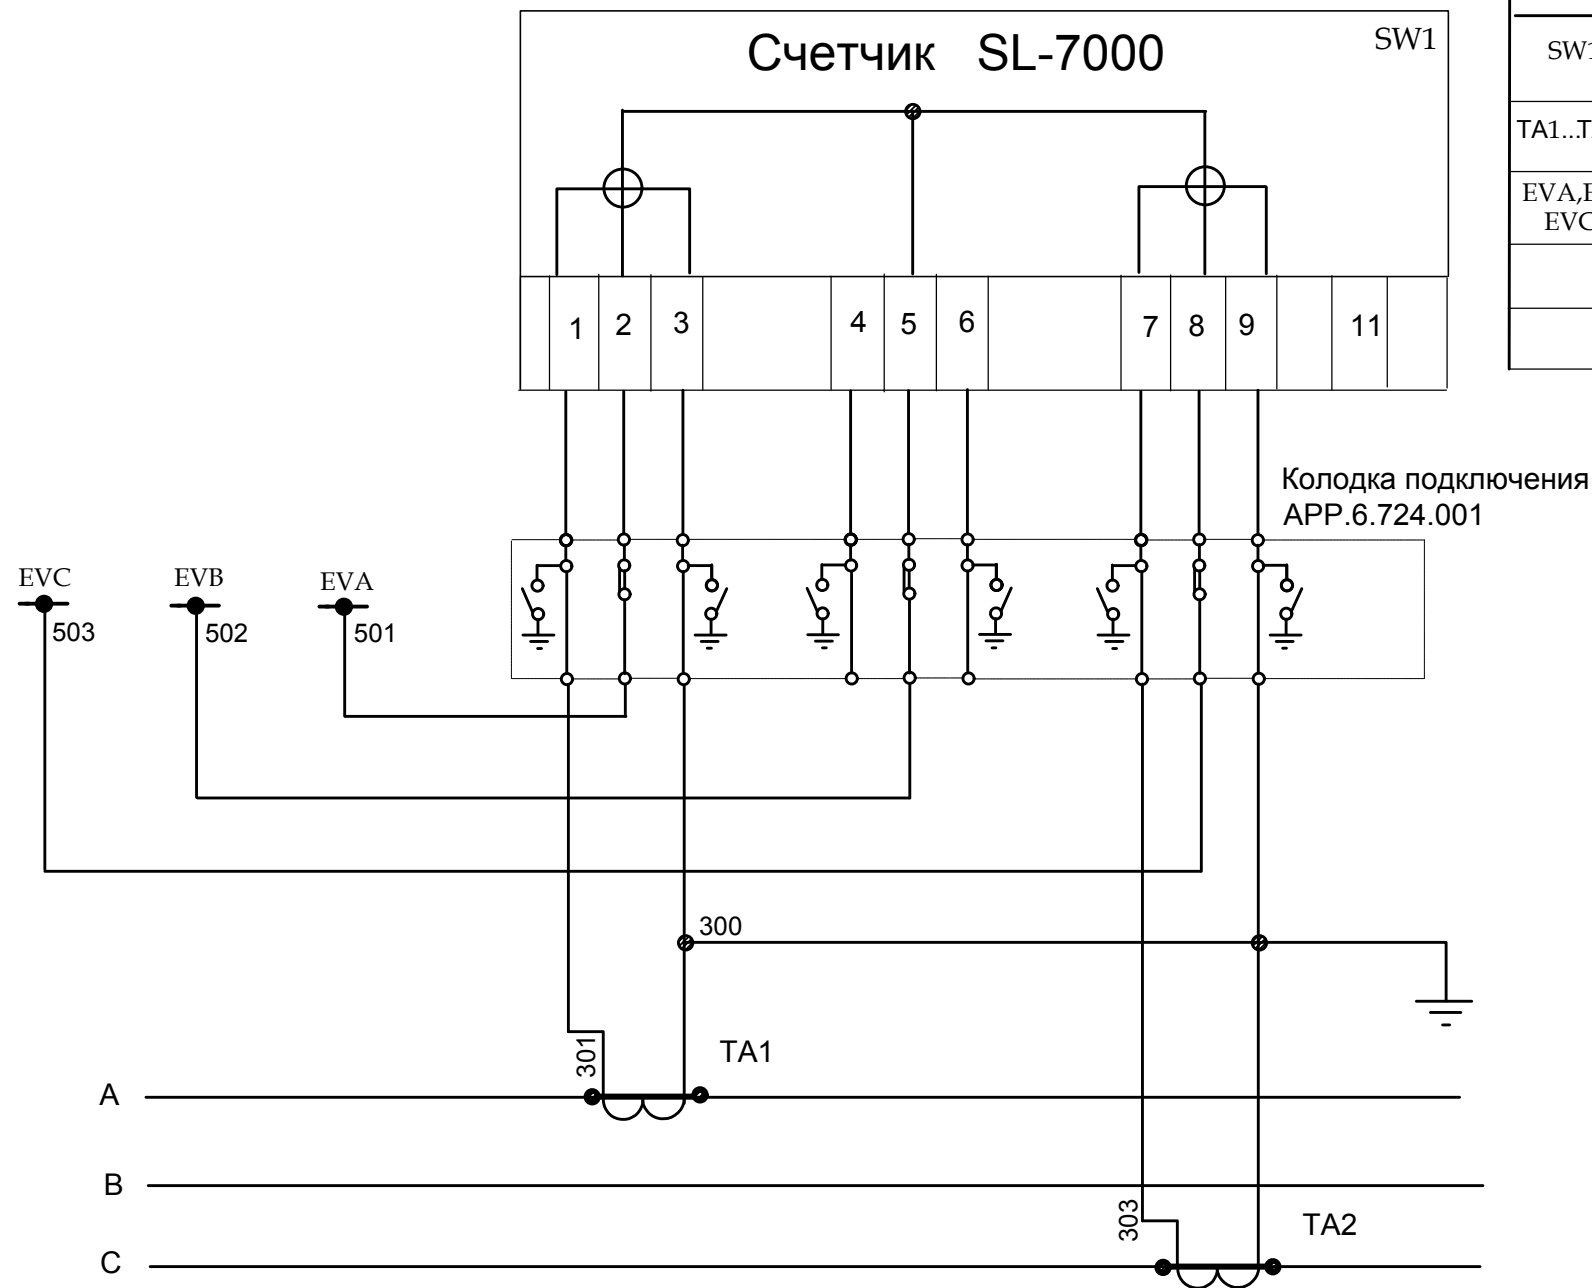 Счетчик SL-7000
SW1
1 2 3 4 5 6 7 8 9 11
Колодка подключения
АРР.6.724.001
EVC
503
EVB
502
EVA
501
300
301
TA1
A
B
303
TA2
C